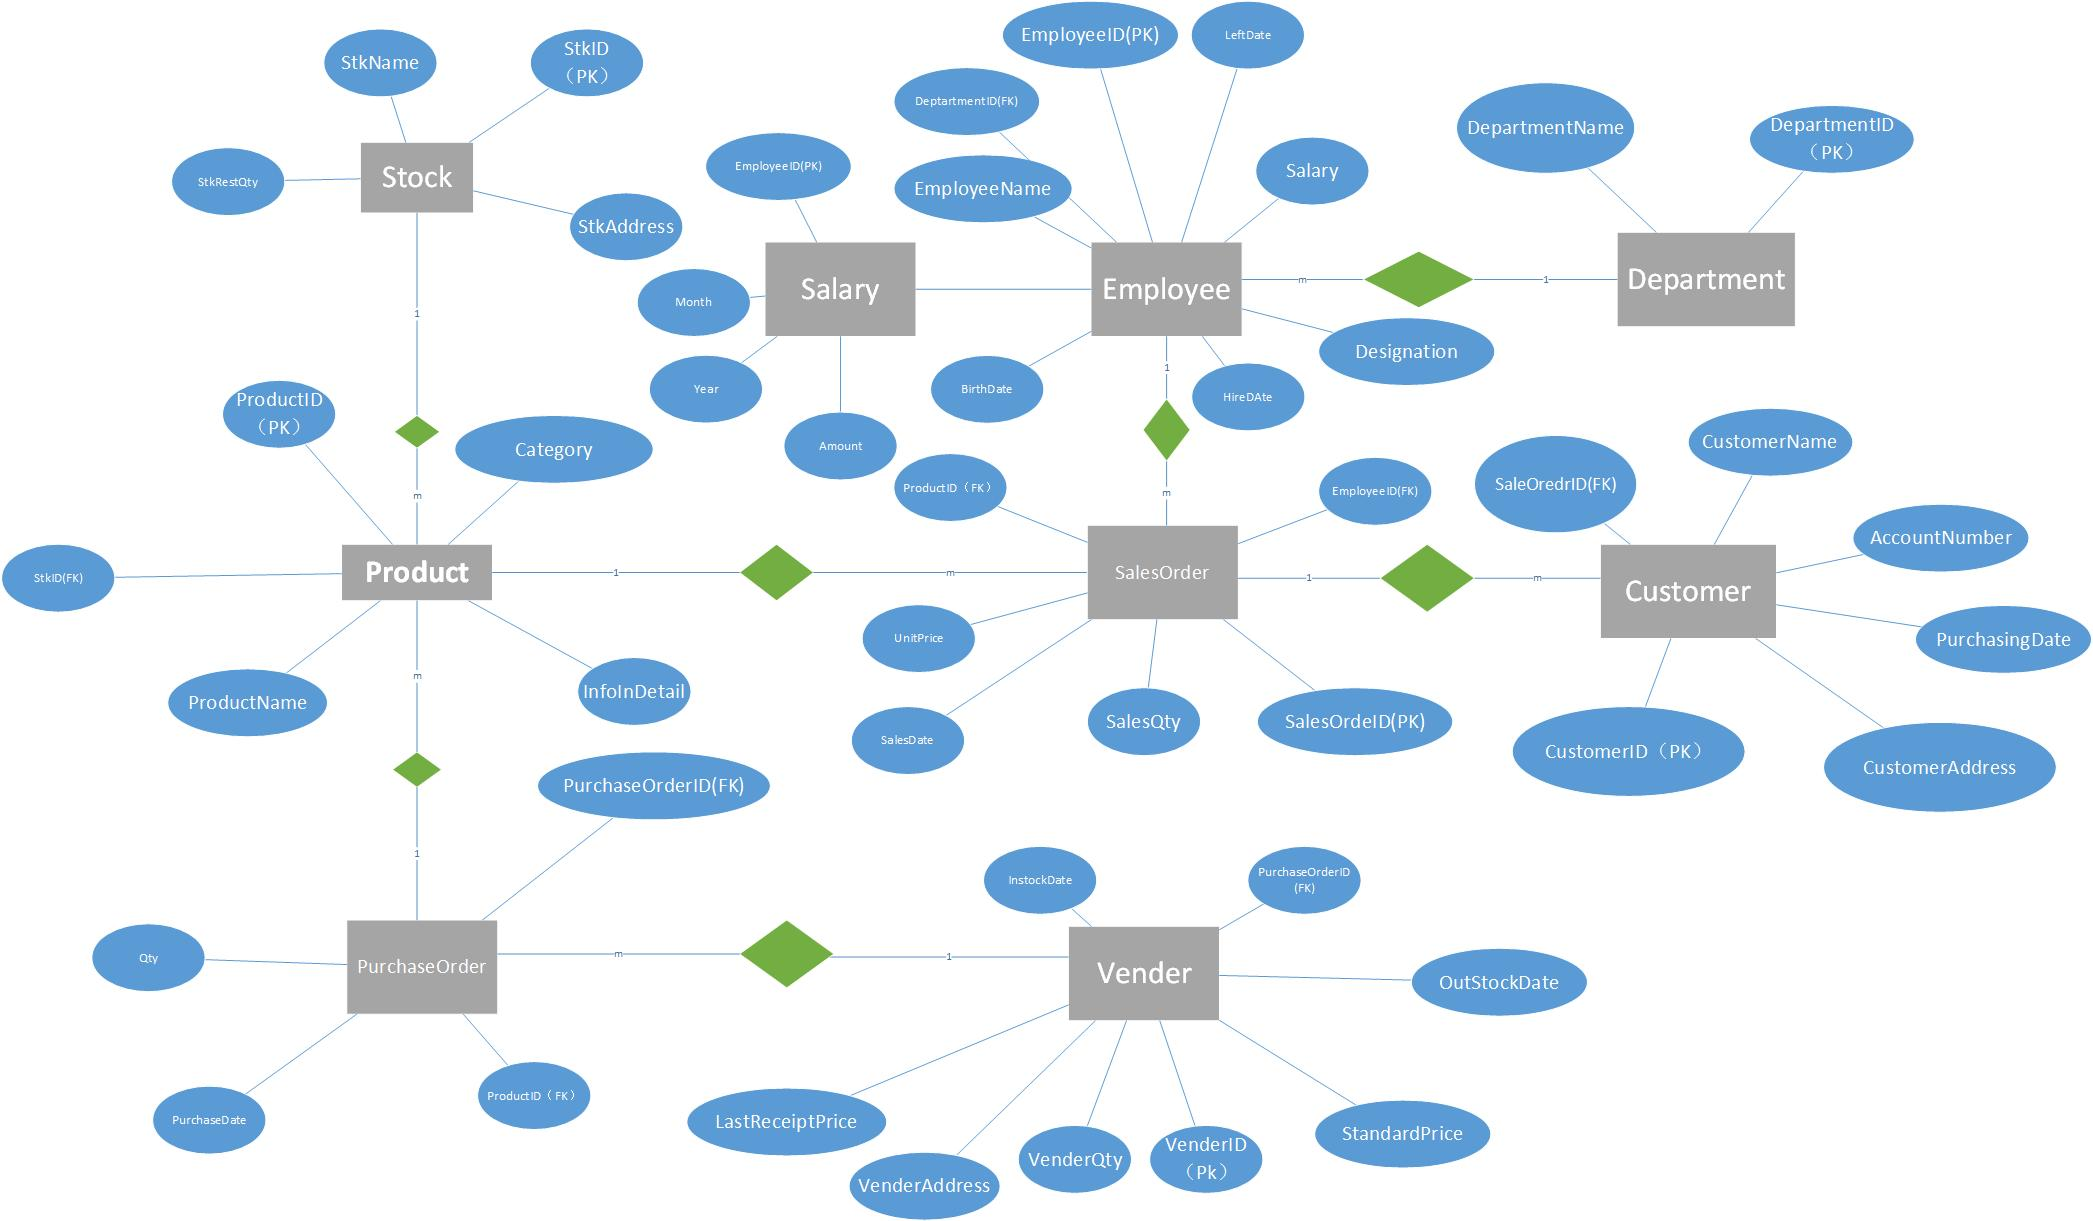 EmployeeID(PK)
LeftDate
StkName
StkID
（PK）
DeptartmentID(FK)
DepartmentName
DepartmentID
（PK）
EmployeeID(PK)
Salary
Stock
StkRestQty
EmployeeName
StkAddress
Salary
Employee
m
1
Department
Month
1
Designation
1
Year
BirthDate
HireDAte
ProductID
（PK）
Category
Amount
CustomerName
ProductID（FK）
EmployeeID(FK)
SaleOredrID(FK)
m
m
AccountNumber
StkID(FK)
Product
1
m
SalesOrder
1
m
Customer
UnitPrice
PurchasingDate
m
InfoInDetail
ProductName
SalesDate
SalesQty
SalesOrdeID(PK)
CustomerID（PK）
CustomerAddress
PurchaseOrderID(FK)
1
InstockDate
PurchaseOrderID
(FK)
Qty
PurchaseOrder
m
1
Vender
OutStockDate
PurchaseDate
ProductID（FK）
LastReceiptPrice
VenderAddress
VenderQty
VenderID
（Pk）
StandardPrice